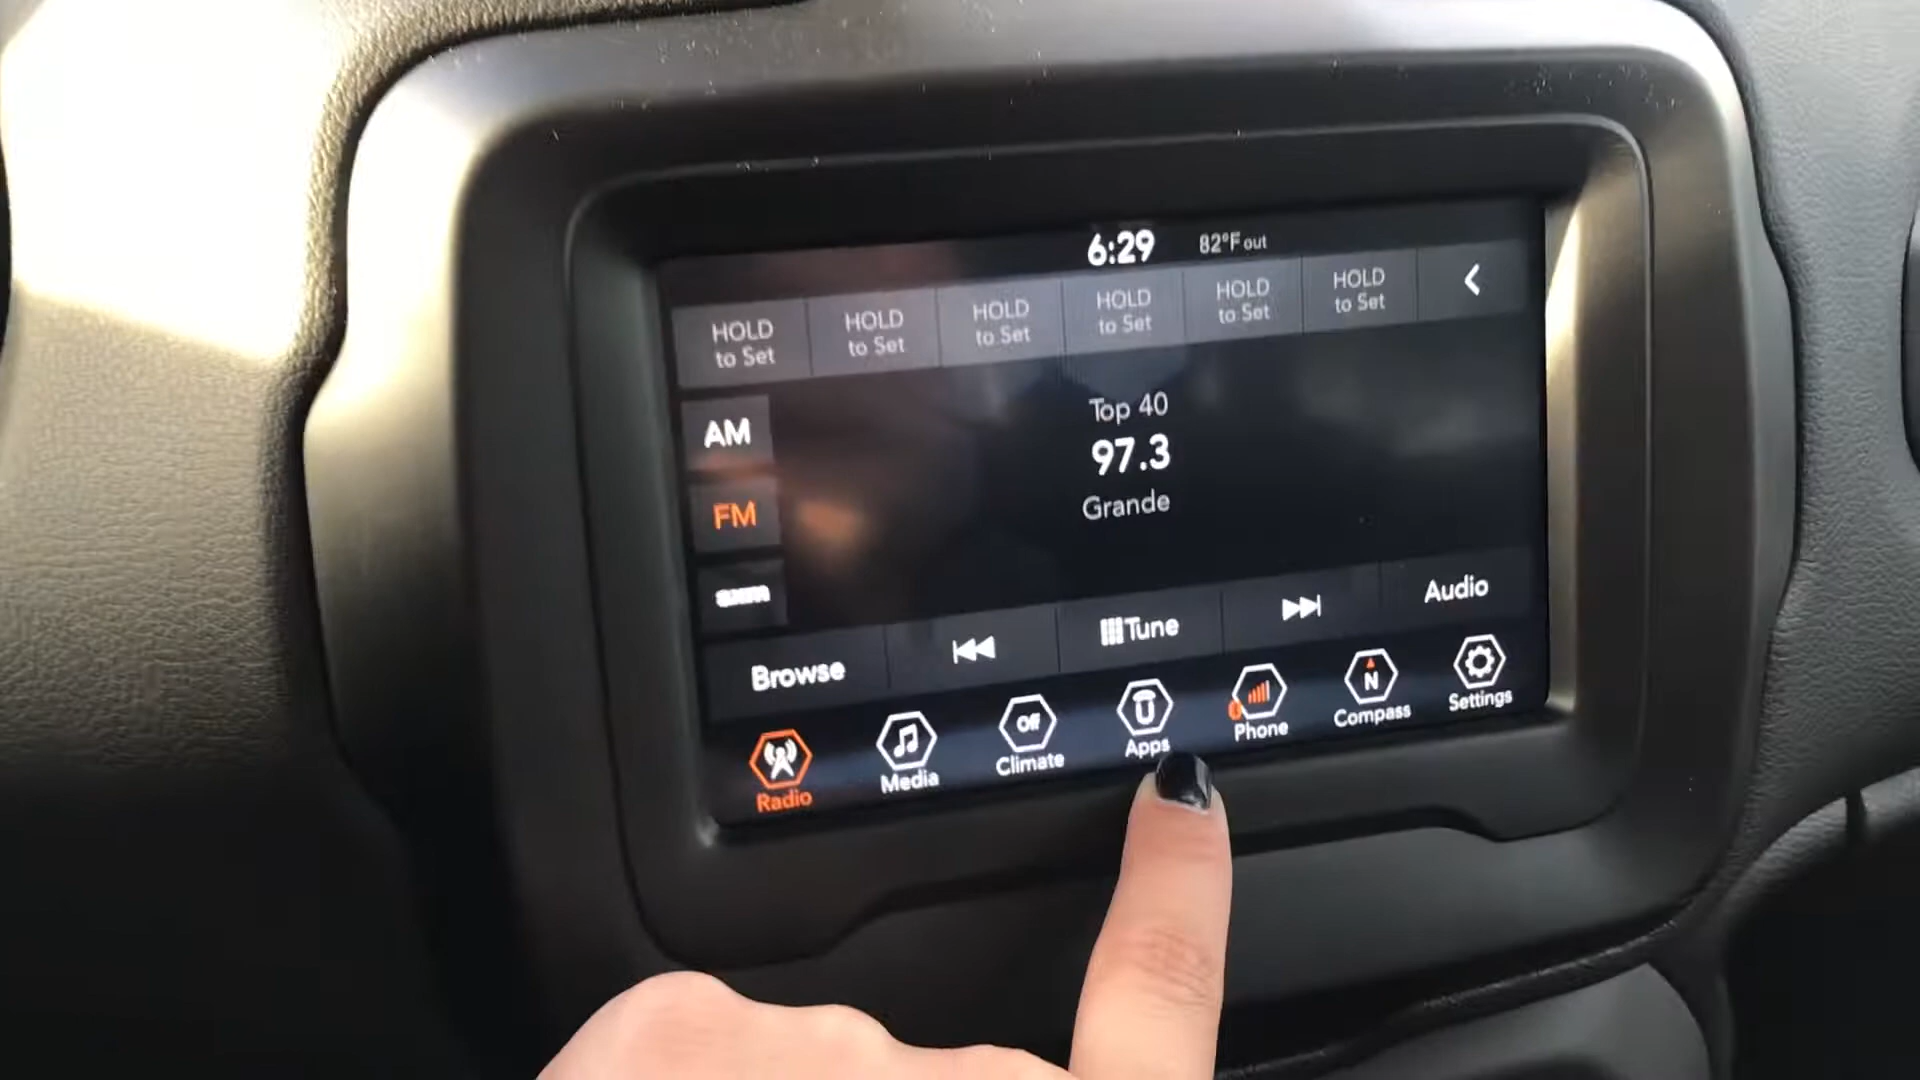 6:29 82°F out
HOLD to Set
HOLD to Set
HOLD to Set
HOLD to Set
HOLD to Set
HOLD to Set
AM
Top 40
97.3
FM
Grande
sxm
Browse
Tune
Audio
Radio
Media
Off
Climate
U
Apps
Phone
N
Compass
Settings